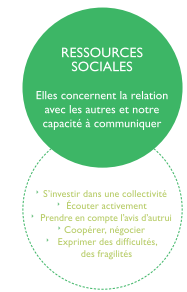 RESSOURCES
SOCIALES
Elles concernent la relation
avec les autres et notre
capacité à communiquer
* S'investir dans une collectivité
* Écouter activement
* Prendre en compte l'avis d'autrui
* Coopérer, négocier
* Exprimer des difficultés,
des fragilités